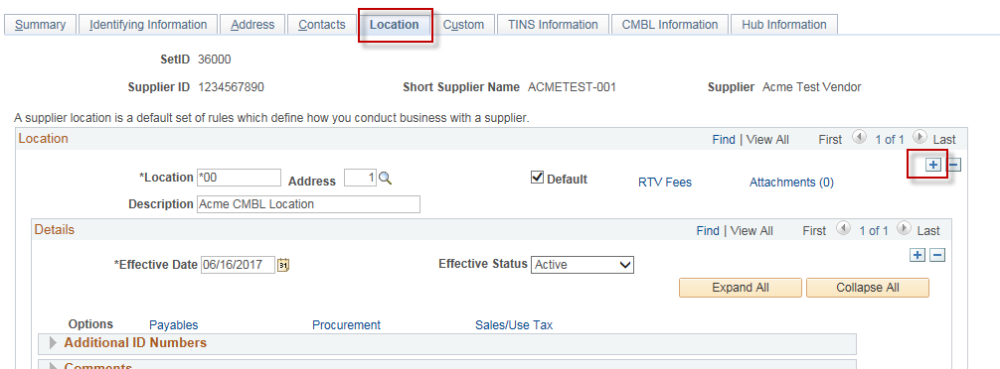 Summary Identifying Information Address Contacts Location Custom TINS Information CMBL Information Hub Information
SetID 36000
Supplier ID 1234567890 Short Supplier Name ACMETEST-001 Supplier Acme Test Vendor
A supplier location is a default set of rules which define how you conduct business with a supplier.
Location Find | View All First 1 of 1 Last
*Location *00 Address 1 Default RTV Fees Attachments (0)
Description Acme CMBL Location
Details Find | View All First 1 of 1 Last
*Effective Date 06/16/2017 31 Effective Status Active
Expand All Collapse All
Options Payables Procurement Sales/Use Tax
Additional ID Numbers
Comments